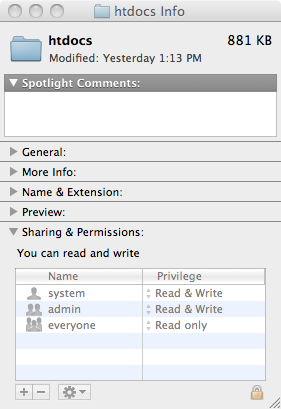 htdocs Info
htdocs 881 KB
Modified: Yesterday 1:13 PM
Spotlight Comments:
General:
More Info:
Name & Extension:
Preview:
Sharing & Permissions:
You can read and write
Name Privilege
system Read & Write
admin Read & Write
everyone Read only